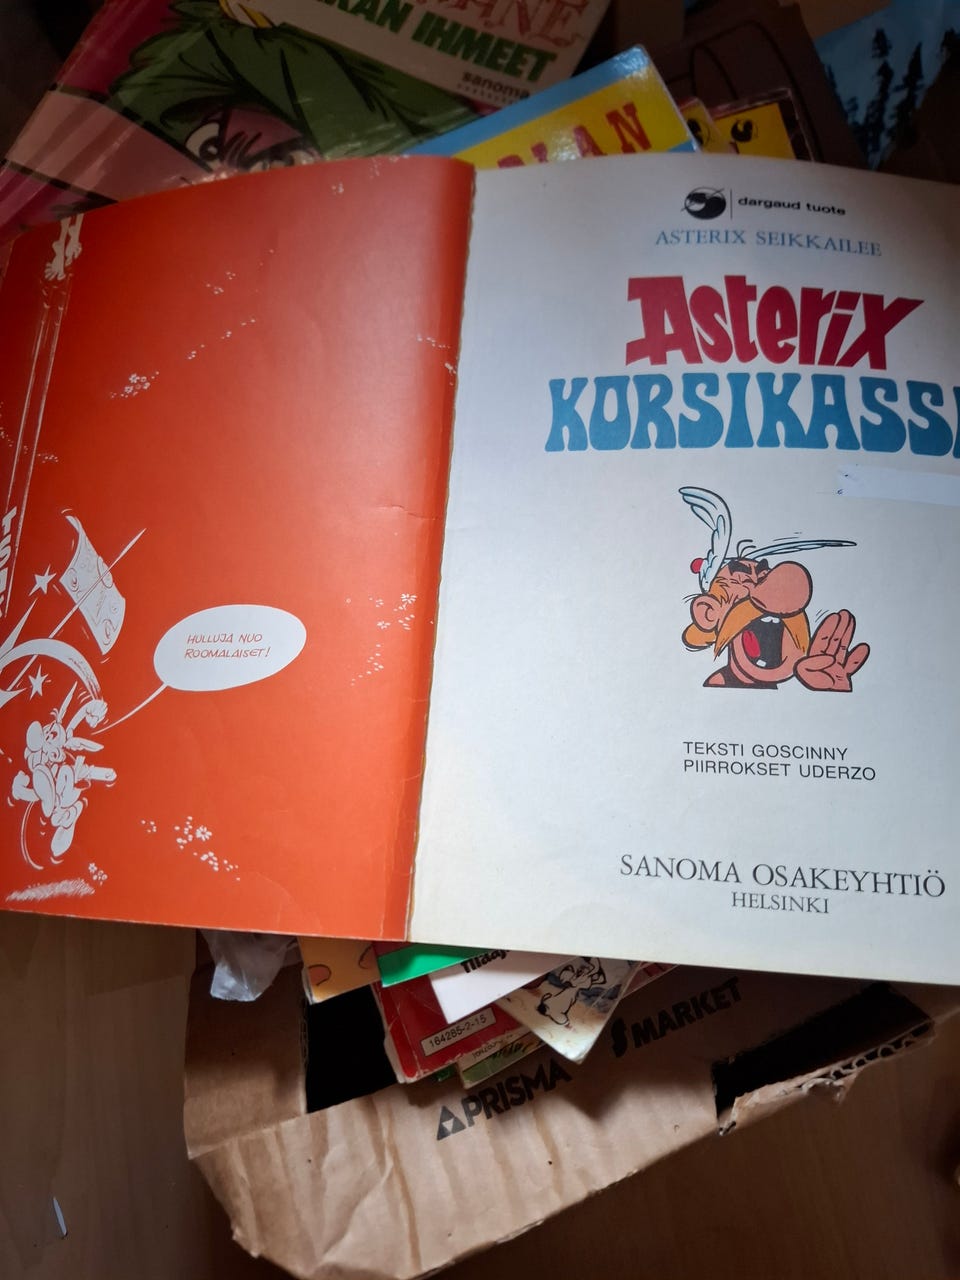 KAN IHMEET
sanoma
dargaud tuote
ASTERIX SEIKKAILEE
Asterix
KORSIKASSA
HULLUJA NUO
ROOMALAISET!
TEKSTI GOSCINNY
PIIRROKSET UDERZO
SANOMA OSAKEYHTIÖ
HELSINKI
164285-2-15
PRISMA
S MARKET